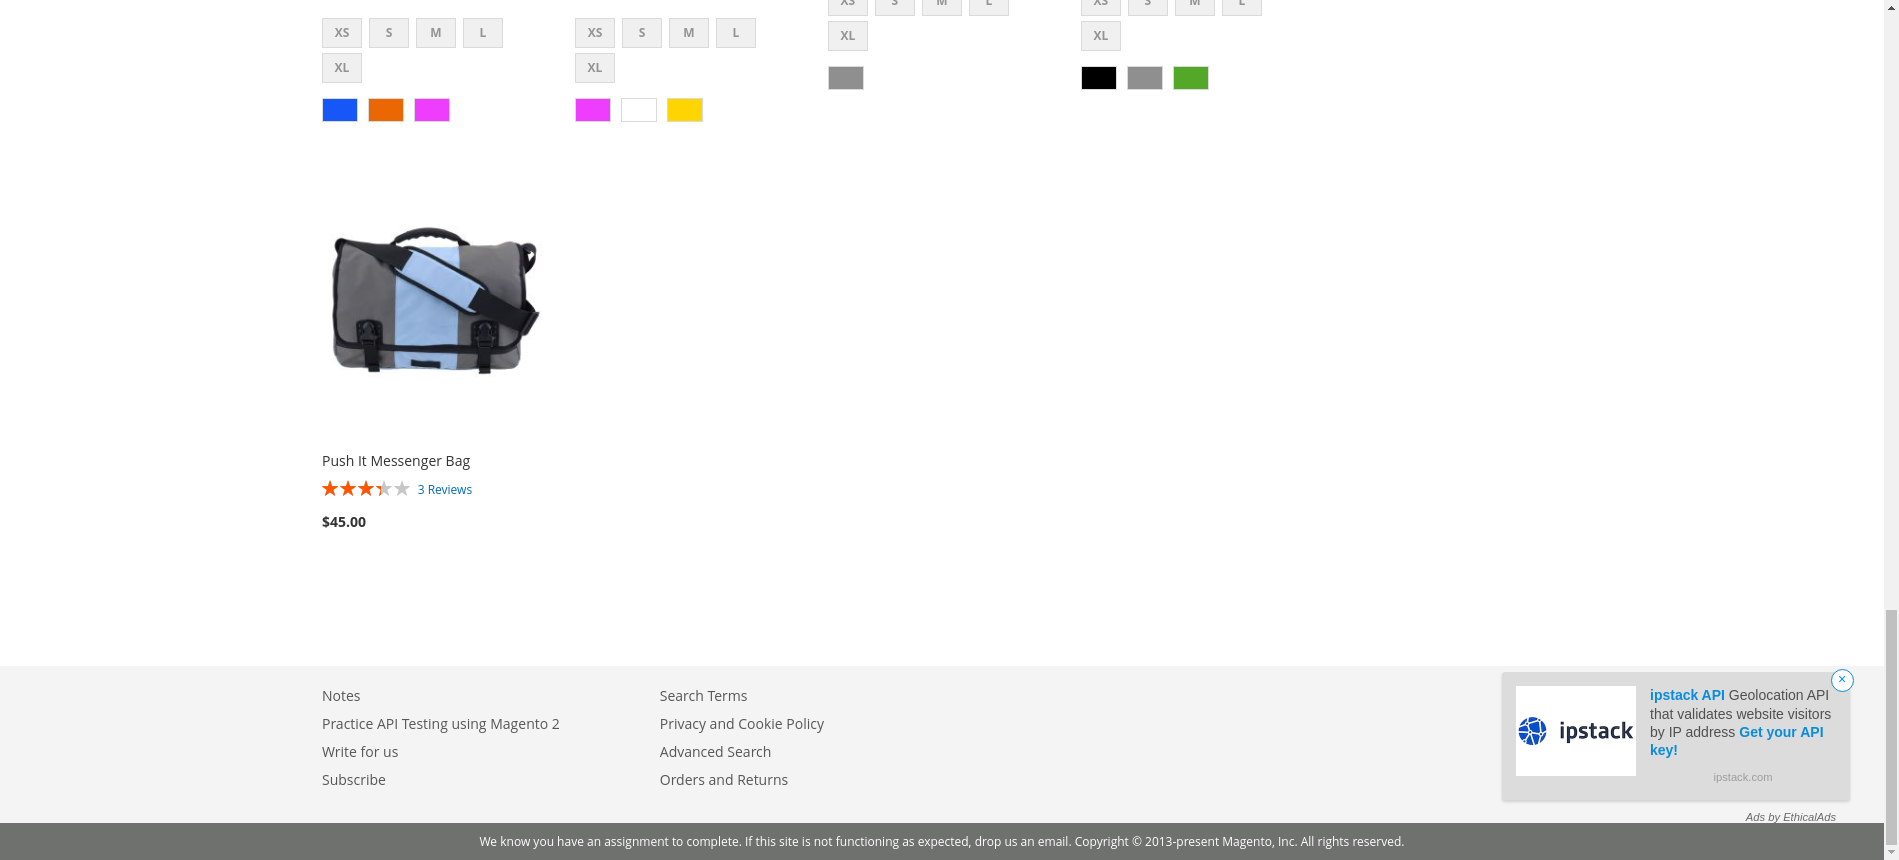 XS S M L
XS S M L
XS S M L
XL
XS S M L
XL
XL
XL
Push It Messenger Bag
3 Reviews
$45.00
Notes
Practice API Testing using Magento 2
Write for us
Subscribe
Search Terms
Privacy and Cookie Policy
Advanced Search
Orders and Returns
ipstack
ipstack API Geolocation API
that validates website visitors
by IP address Get your API
key!
ipstack.com
Ads by EthicalAds
We know you have an assignment to complete. If this site is not functioning as expected, drop us an email. Copyright © 2013-present Magento, Inc. All rights reserved.